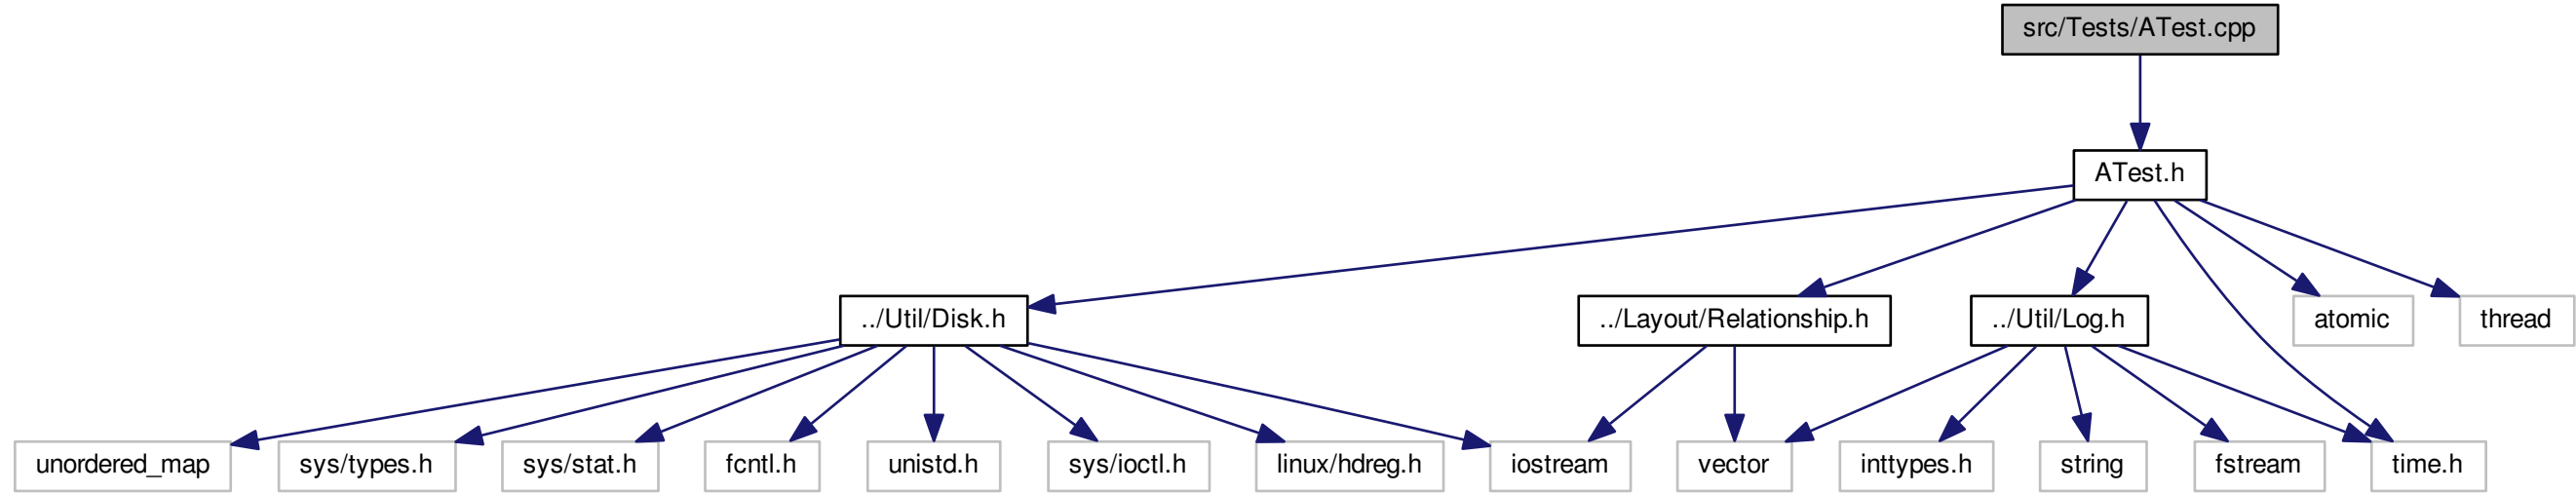 src/Tests/ATest.cpp
ATest.h
../Util/Disk.h
../Layout/Relationship.h
../Util/Log.h
atomic
thread
unordered_map
sys/types.h
sys/stat.h
fcntl.h
unistd.h
sys/ioctl.h
linux/hdreg.h
iostream
vector
inttypes.h
string
fstream
time.h